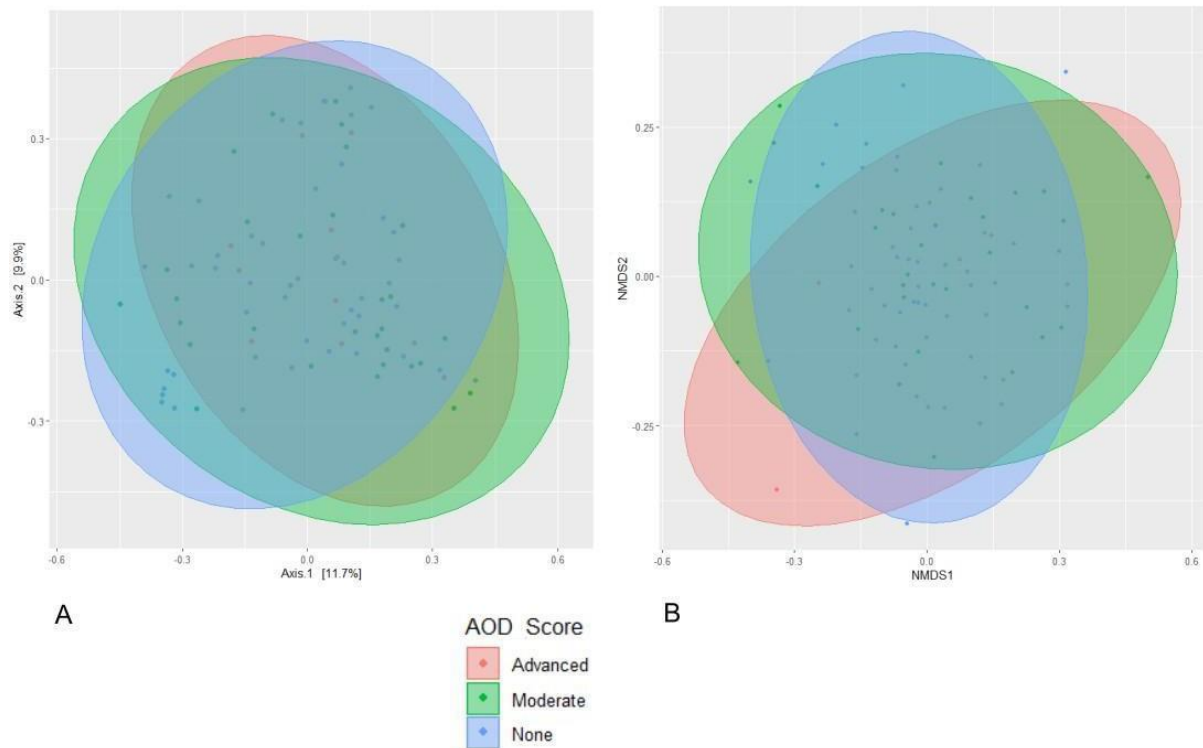 0.3
0.0
-0.3
Axis.2 [9.9%]
-0.6
-0.3
0.0
0.3
0.6
Axis.1 [11.7%]
A
0.25
0.00
-0.25
NMDS2
-0.6
-0.3
0.0
0.3
0.6
NMDS1
B
AOD Score
Advanced
Moderate
None